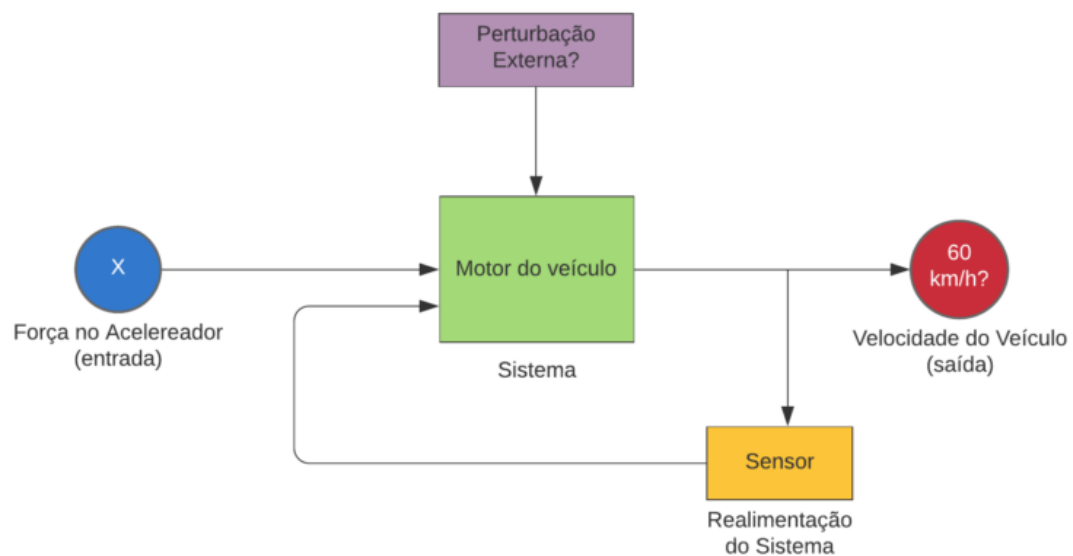 Perturbação
Externa?
X
Força no Acelereador
(entrada)
Motor do veículo
Sistema
60
km/h?
Velocidade do Veículo
(saída)
Sensor
Realimentação
do Sistema